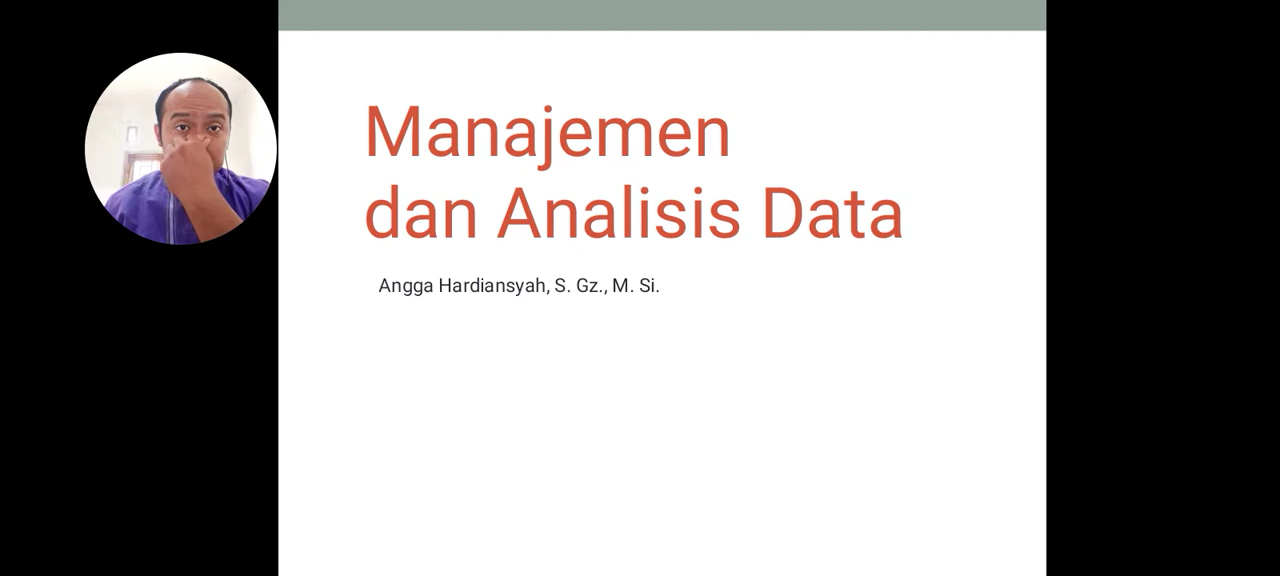 Manajemen
dan Analisis Data
Angga Hardiansyah, S. Gz., M. Si.